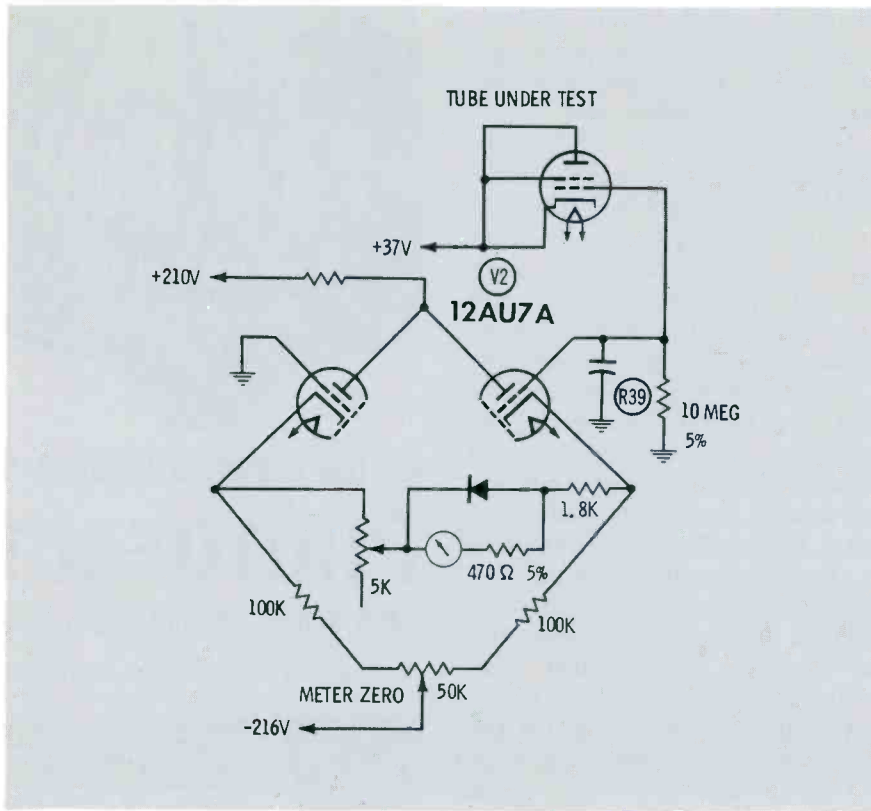 TUBE UNDER TEST
+37V
V2
+210V
12AU7A
R39
10 MEG
5%
1.8K
470 Ω 5%
5K
100K
100K
METER ZERO
50K
-216V